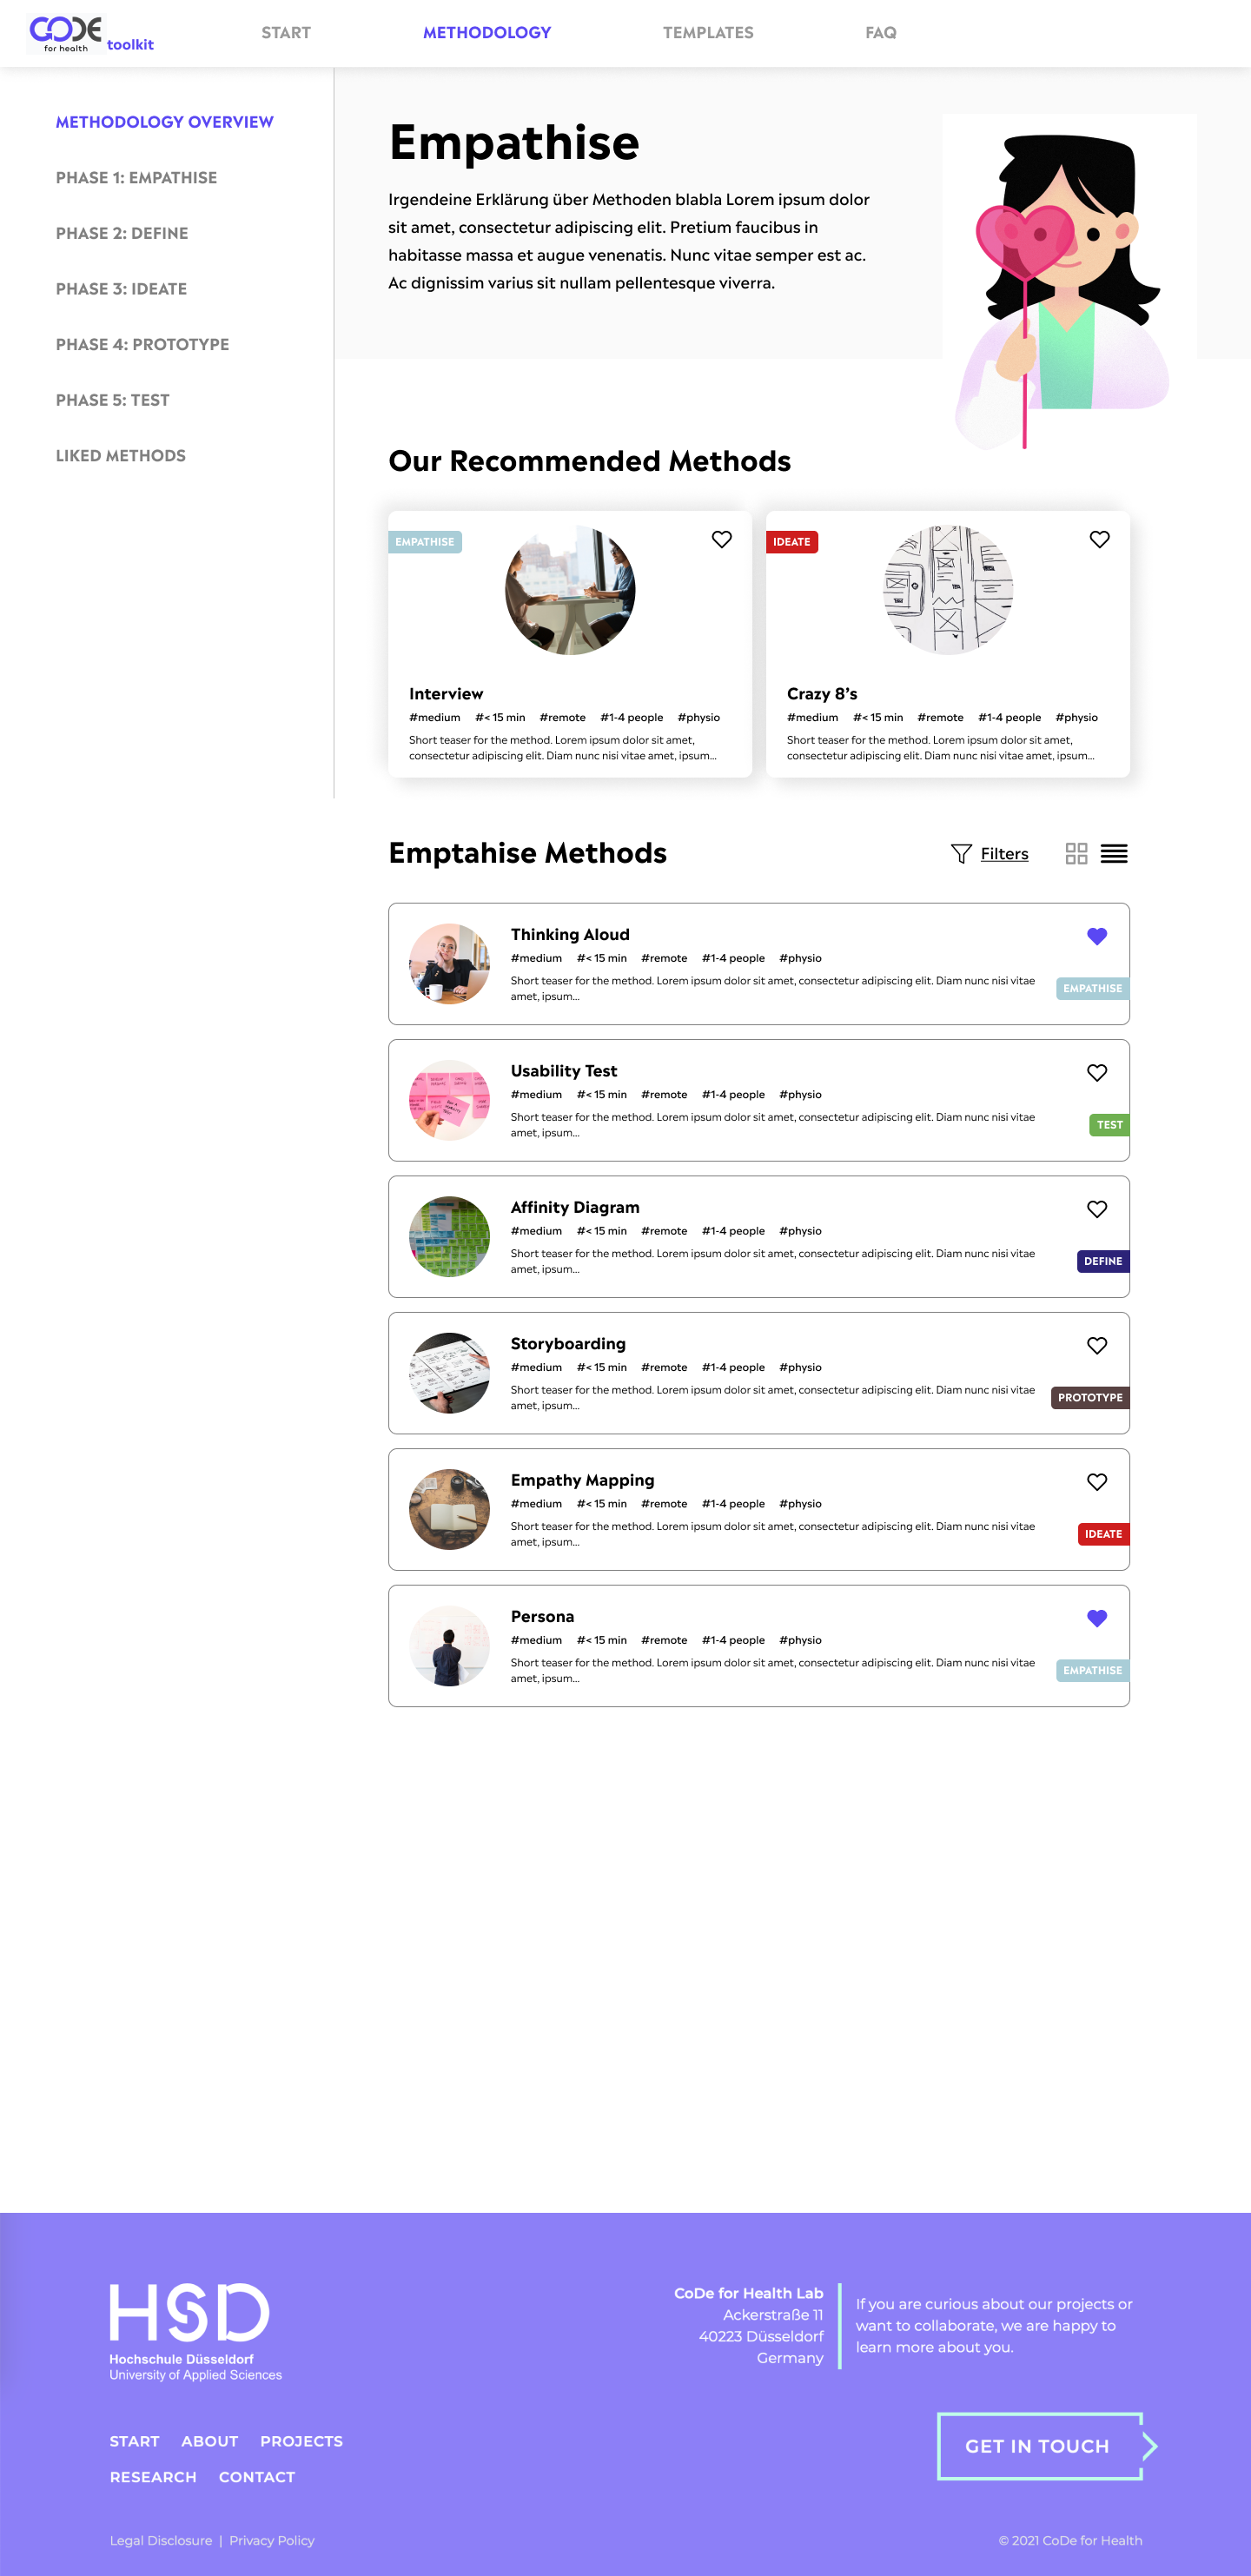 CODE
for health
toolkit
START
METHODOLOGY
TEMPLATES
FAQ
METHODOLOGY OVERVIEW
PHASE 1: EMPATHISE
PHASE 2: DEFINE
PHASE 3: IDEATE
PHASE 4: PROTOTYPE
PHASE 5: TEST
LIKED METHODS
Empathise
Irgendeine Erklärung über Methoden blabla Lorem ipsum dolor
sit amet, consectetur adipiscing elit. Pretium faucibus in
habitasse massa et augue venenatis. Nunc vitae semper est ac.
Ac dignissim varius sit nullam pellentesque viverra.
Our Recommended Methods
EMPATHISE
Interview
#medium #< 15 min #remote #1-4 people #physio
Short teaser for the method. Lorem ipsum dolor sit amet,
consectetur adipiscing elit. Diam nunc nisi vitae amet, ipsum...
IDEATE
Crazy 8’s
#medium #< 15 min #remote #1-4 people #physio
Short teaser for the method. Lorem ipsum dolor sit amet,
consectetur adipiscing elit. Diam nunc nisi vitae amet, ipsum...
Emptahise Methods
Filters
Thinking Aloud
#medium #< 15 min #remote #1-4 people #physio
Short teaser for the method. Lorem ipsum dolor sit amet, consectetur adipiscing elit. Diam nunc nisi vitae
amet, ipsum...
EMPATHISE
Usability Test
#medium #< 15 min #remote #1-4 people #physio
Short teaser for the method. Lorem ipsum dolor sit amet, consectetur adipiscing elit. Diam nunc nisi vitae
amet, ipsum...
TEST
Affinity Diagram
#medium #< 15 min #remote #1-4 people #physio
Short teaser for the method. Lorem ipsum dolor sit amet, consectetur adipiscing elit. Diam nunc nisi vitae
amet, ipsum...
DEFINE
Storyboarding
#medium #< 15 min #remote #1-4 people #physio
Short teaser for the method. Lorem ipsum dolor sit amet, consectetur adipiscing elit. Diam nunc nisi vitae
amet, ipsum...
PROTOTYPE
Empathy Mapping
#medium #< 15 min #remote #1-4 people #physio
Short teaser for the method. Lorem ipsum dolor sit amet, consectetur adipiscing elit. Diam nunc nisi vitae
amet, ipsum...
IDEATE
Persona
#medium #< 15 min #remote #1-4 people #physio
Short teaser for the method. Lorem ipsum dolor sit amet, consectetur adipiscing elit. Diam nunc nisi vitae
amet, ipsum...
EMPATHISE
HSD
Hochschule Düsseldorf
University of Applied Sciences
START ABOUT PROJECTS
RESEARCH CONTACT
Legal Disclosure | Privacy Policy
CoDe for Health Lab
Ackerstraße 11
40223 Düsseldorf
Germany
If you are curious about our projects or
want to collaborate, we are happy to
learn more about you.
GET IN TOUCH
© 2021 CoDe for Health